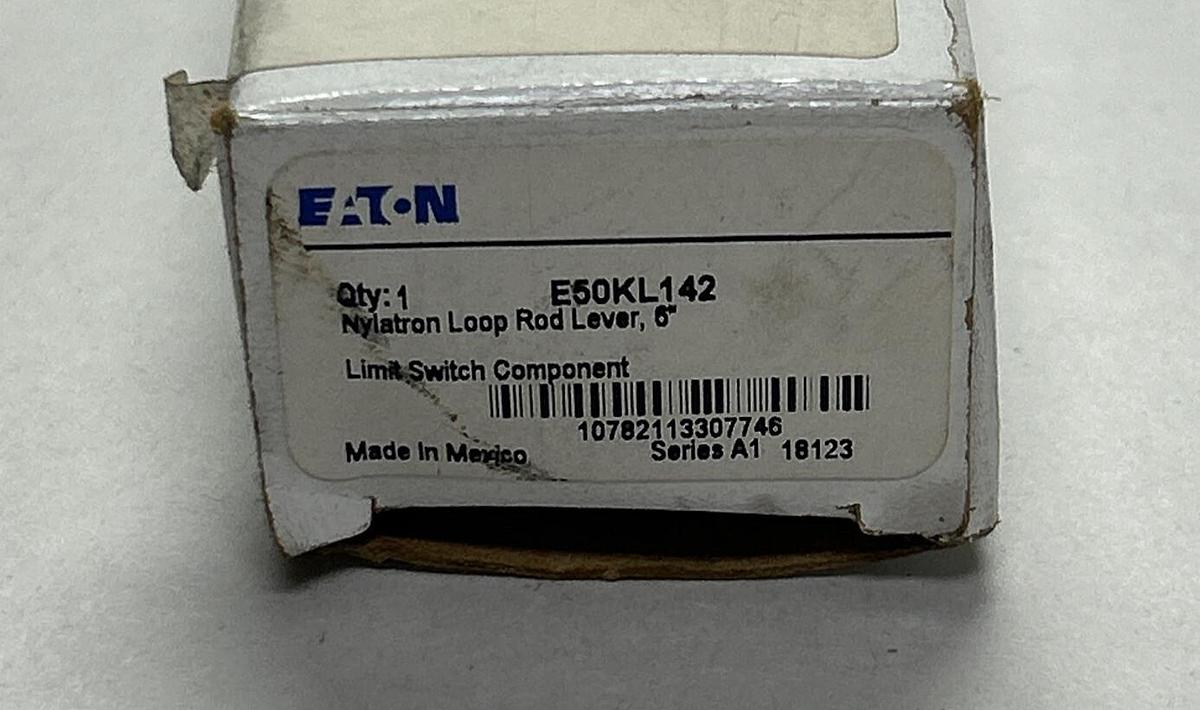 EATON
Qty: 1 E50KL142
Nylatron Loop Rod Lever, 6"
Limit Switch Component
10782113307746
Made In Mexico Series A1 18123